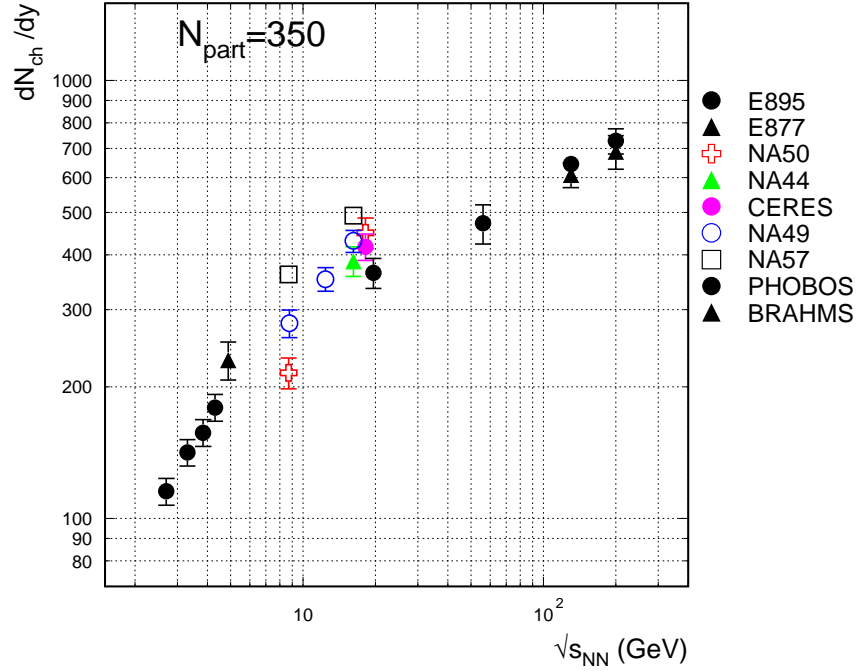 N_part=350
dN_ch/dy
1000
900
800
700
600
500
400
300
200
100
90
80
10
10^2
√s_NN (GeV)
E895
E877
NA50
NA44
CERES
NA49
NA57
PHOBOS
BRAHMS